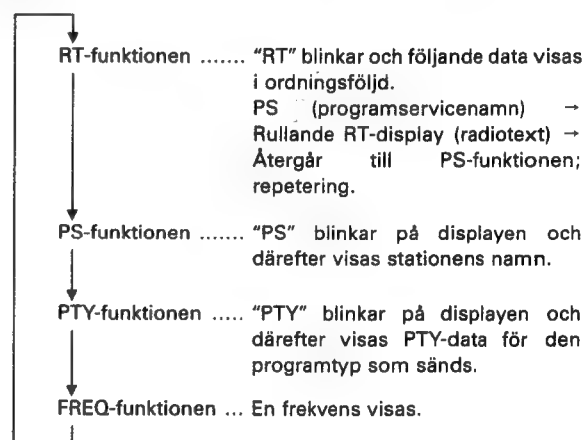 RT-funktionen ....... “RT” blinkar och följande data visas
i ordningsföljd.
PS (programservicenamn) →
Rullande RT-display (radiotext) →
Återgår till PS-funktionen;
repetering.
PS-funktionen ....... “PS” blinkar på displayen och
därefter visas stationens namn.
PTY-funktionen ..... “PTY” blinkar på displayen och
därefter visas PTY-data för den
programtyp som sänds.
FREQ-funktionen ... En frekvens visas.